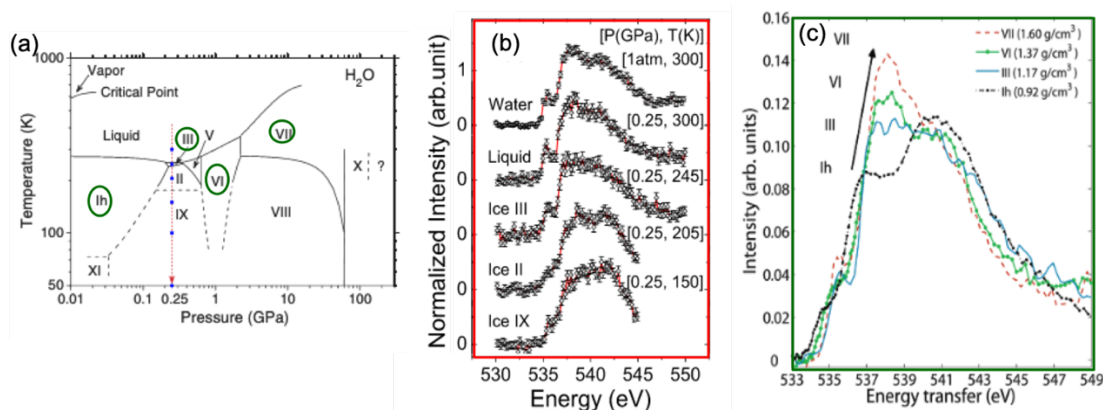 (a)
1000
H2O
Vapor
Critical Point
Liquid
III
V
VII
Ih
II
VI
X
?
IX
VIII
XI
100
50
0.01
0.1
0.25
1
10
100
Temperature (K)
Pressure (GPa)
(b)
[P(GPa), T(K)]
[1atm, 300]
1
Water
0
[0.25, 300]
Liquid
0
[0.25, 245]
Ice III
0
[0.25, 205]
Ice II
0
[0.25, 150]
Ice IX
0
530 535 540 545 550
Normalized Intensity (arb.unit)
Energy (eV)
(c)
0.16
0.14
0.12
0.10
0.08
0.06
0.04
0.02
0
VII
VI
III
Ih
VII (1.60 g/cm³)
VI (1.37 g/cm³)
III (1.17 g/cm³)
Ih (0.92 g/cm³)
533 535 537 539 541 543 545 547 549
Intensity (arb. units)
Energy transfer (eV)